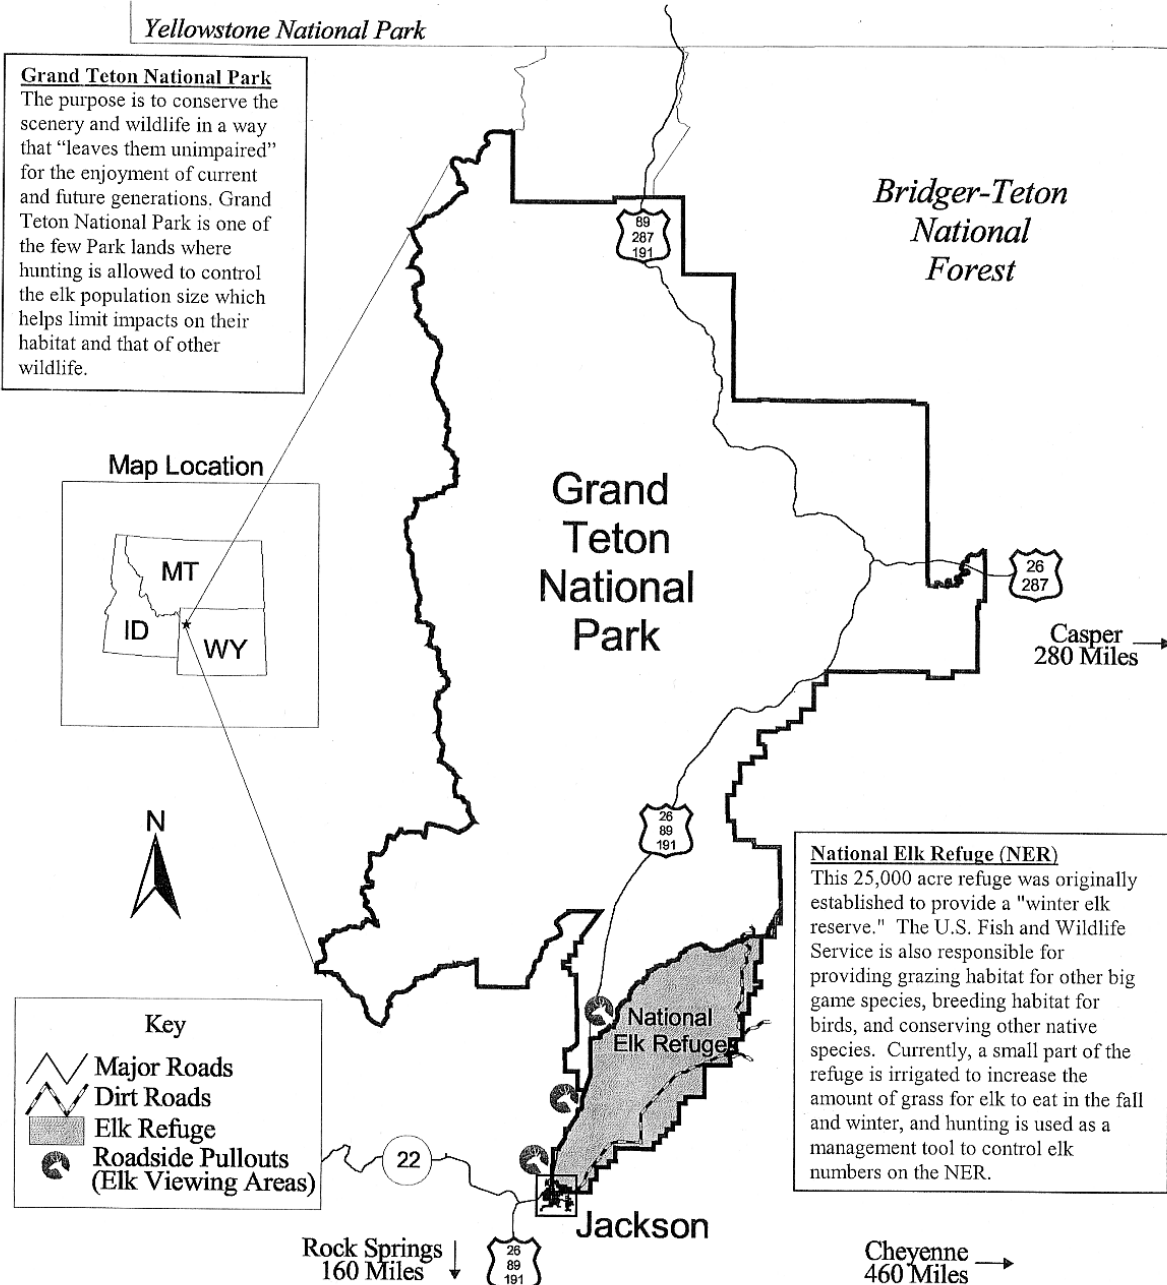 Yellowstone National Park
Grand Teton National Park
The purpose is to conserve the
scenery and wildlife in a way
that “leaves them unimpaired”
for the enjoyment of current
and future generations. Grand
Teton National Park is one of
the few Park lands where
hunting is allowed to control
the elk population size which
helps limit impacts on their
habitat and that of other
wildlife.
Bridger-Teton
National
Forest
89
287
191
Map Location
MT
ID
WY
Grand
Teton
National
Park
26
287
Casper
280 Miles
N
26
89
191
National Elk Refuge (NER)
This 25,000 acre refuge was originally
established to provide a "winter elk
reserve." The U.S. Fish and Wildlife
Service is also responsible for
providing grazing habitat for other big
game species, breeding habitat for
birds, and conserving other native
species. Currently, a small part of the
refuge is irrigated to increase the
amount of grass for elk to eat in the fall
and winter, and hunting is used as a
management tool to control elk
numbers on the NER.
National
Elk Refuge
Key
Major Roads
Dirt Roads
Elk Refuge
Roadside Pullouts
(Elk Viewing Areas)
22
Jackson
Rock Springs
160 Miles
26
89
191
Cheyenne
460 Miles